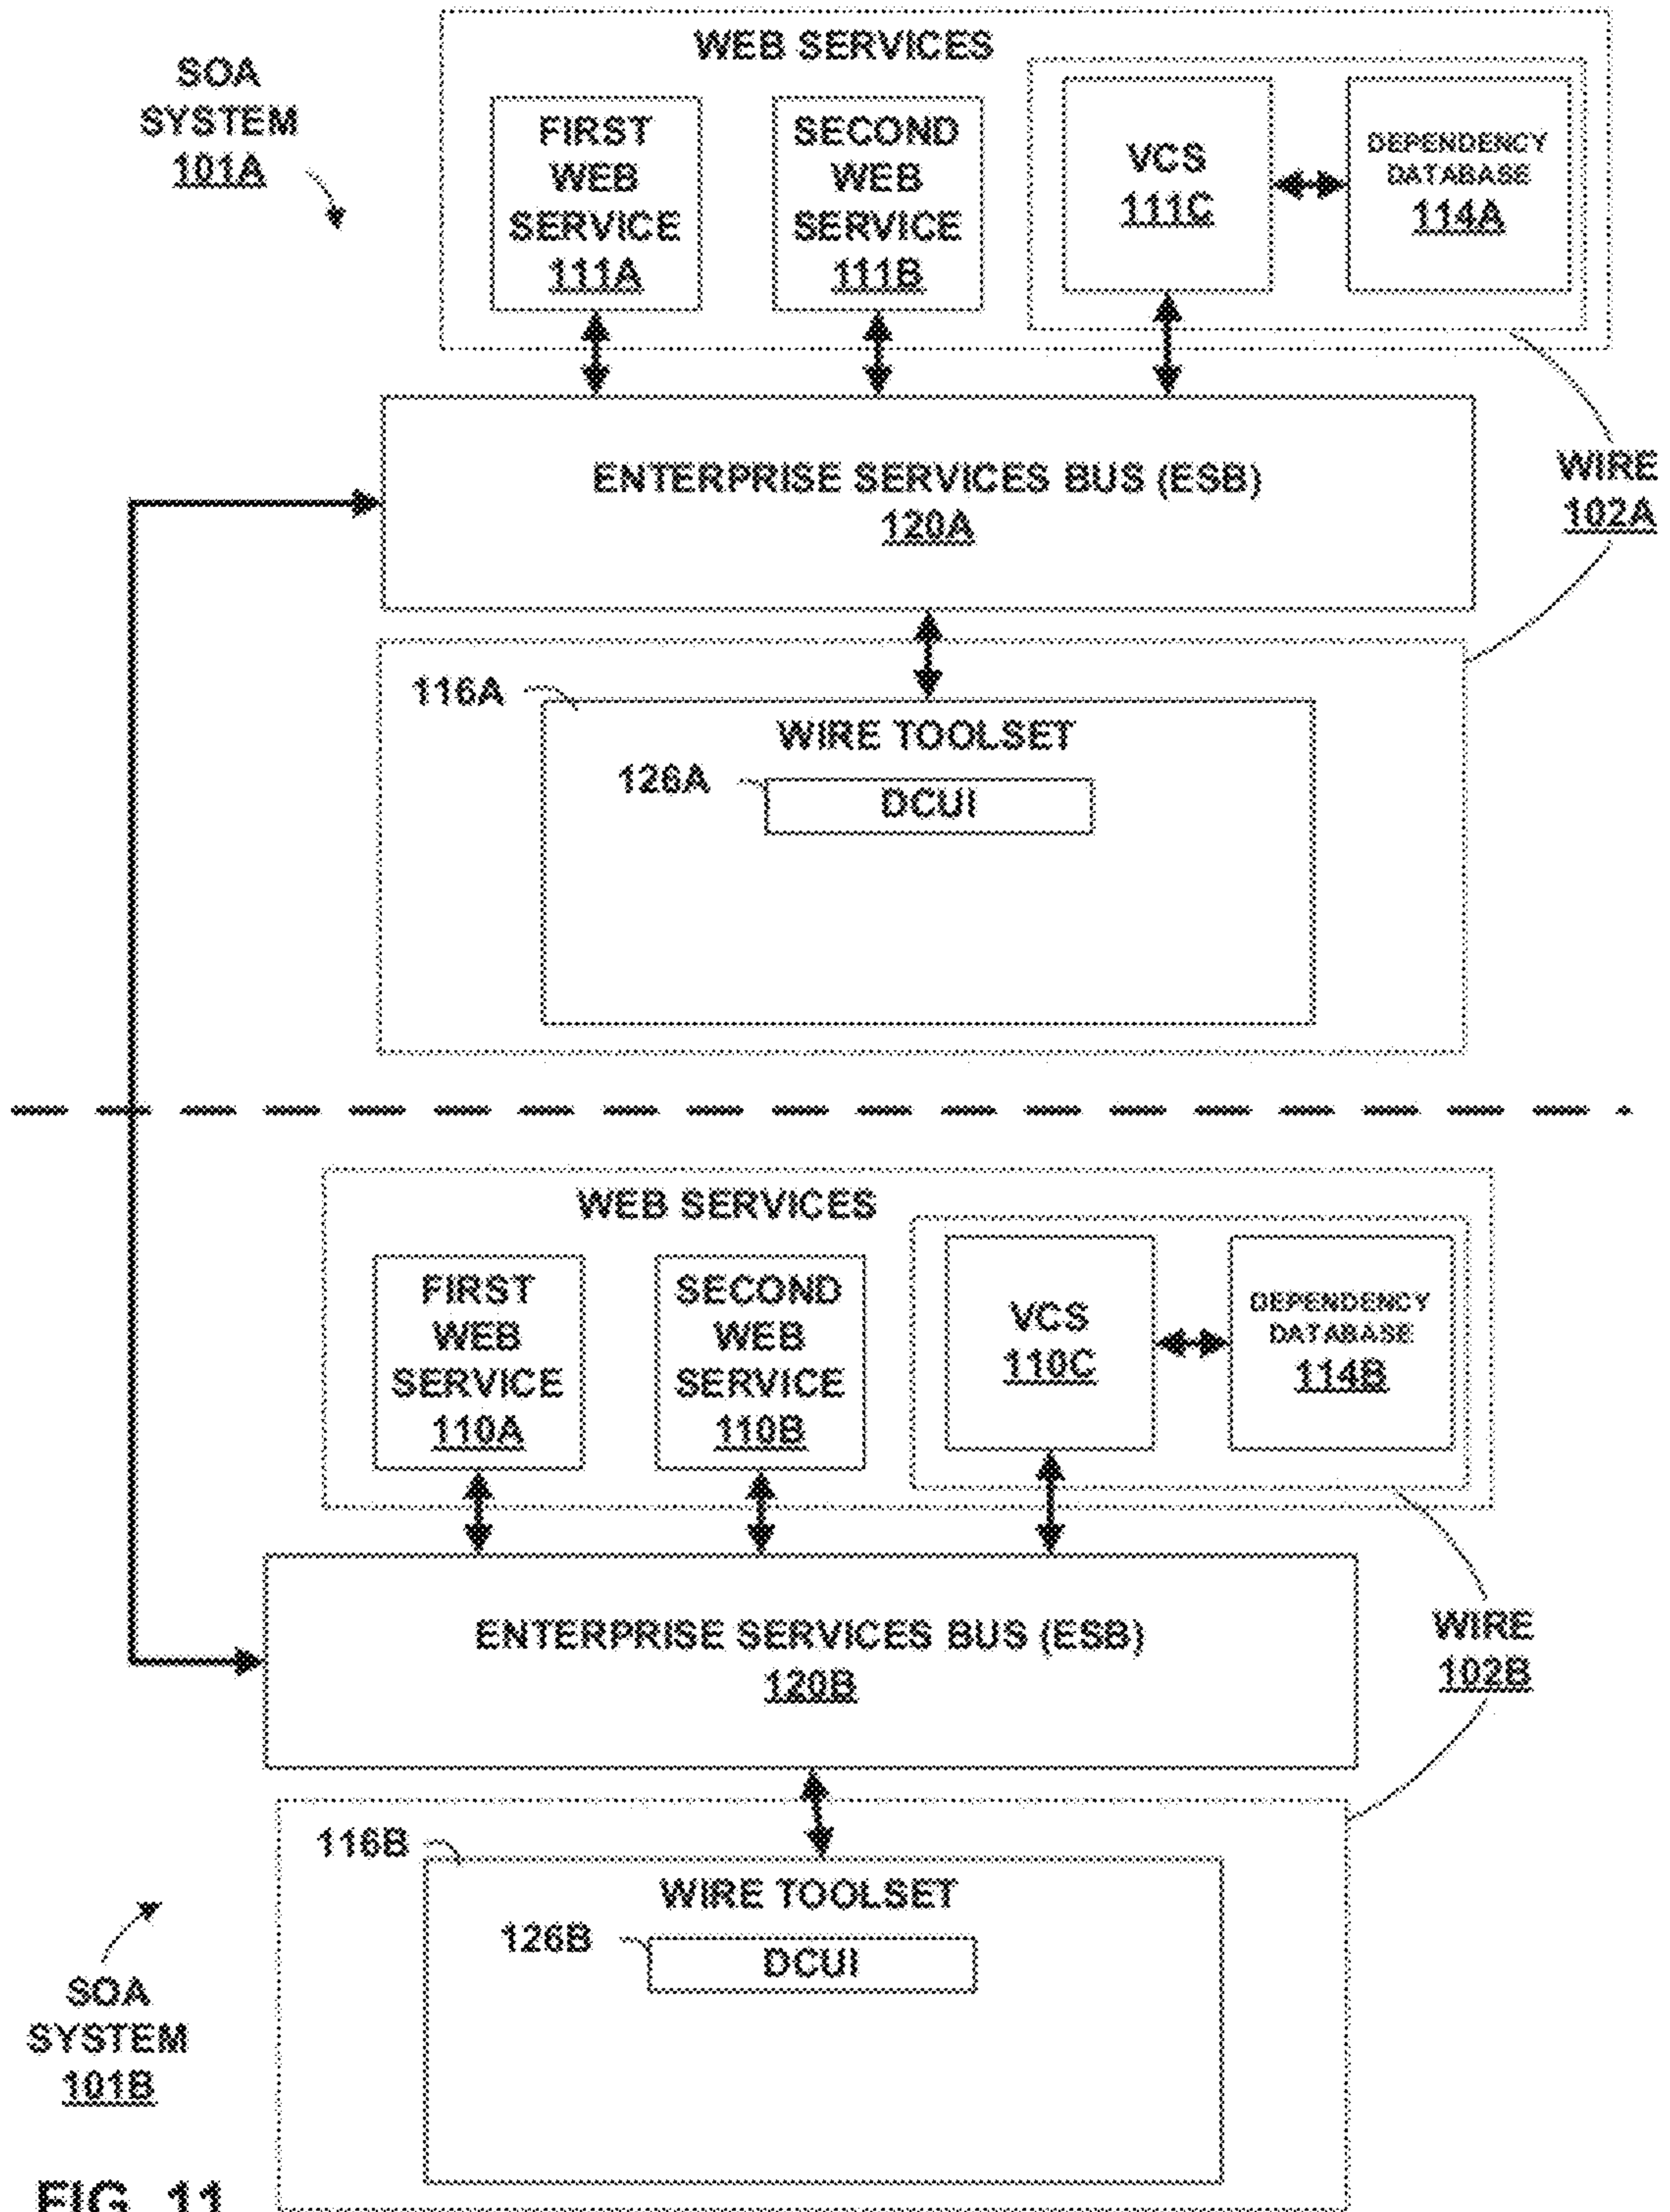 WEB SERVICES
SOA
SYSTEM
101A
FIRST
WEB
SERVICE
111A
SECOND
WEB
SERVICE
111B
VCS
111C
DEPENDENCY
DATABASE
114A
ENTERPRISE SERVICES BUS (ESB)
120A
WIRE
102A
116A
WIRE TOOLSET
126A
DCUI
WEB SERVICES
FIRST
WEB
SERVICE
110A
SECOND
WEB
SERVICE
110B
VCS
110C
DEPENDENCY
DATABASE
114B
ENTERPRISE SERVICES BUS (ESB)
120B
WIRE
102B
116B
WIRE TOOLSET
126B
DCUI
SOA
SYSTEM
101B
FIG. 11